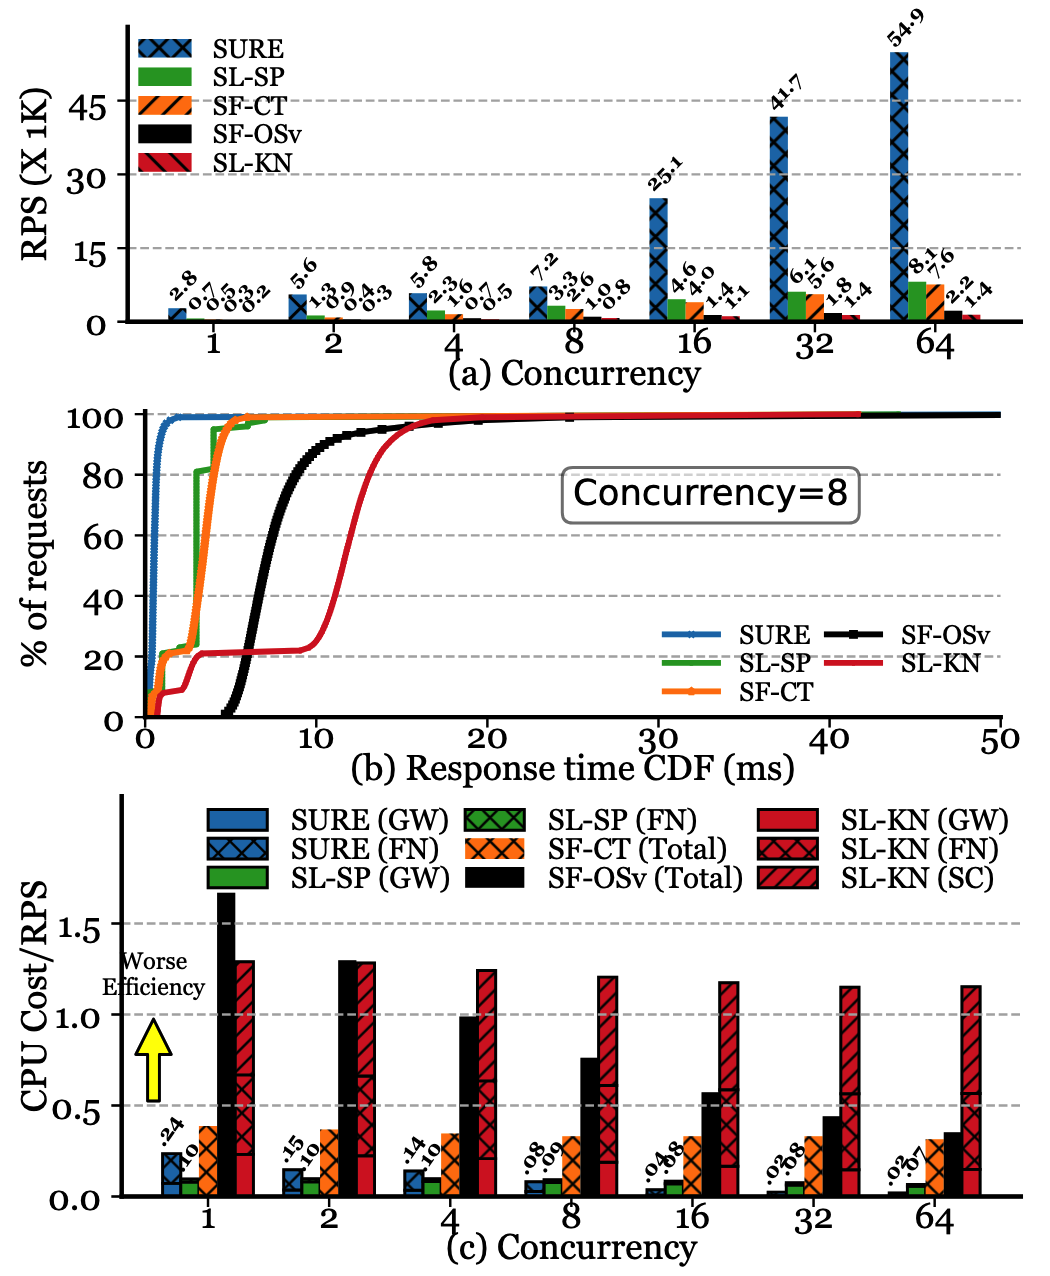 SURE
SL-SP
SF-CT
SF-OSv
SL-KN
RPS (X 1K)
45
30
15
0
2.8 0.7 0.5 0.3 0.2
5.6 1.3 0.9 0.4 0.3
5.8 2.3 1.6 0.7 0.5
7.2 3.3 2.6 1.0 0.8
25.1 4.6 4.0 1.4 1.1
41.7 6.1 5.6 1.8 1.4
54.9 8.1 7.6 2.2 1.4
1 2 4 8 16 32 64
(a) Concurrency
% of requests
100
80
60
40
20
0
Concurrency=8
SURE SF-OSv
SL-SP SL-KN
SF-CT
0 10 20 30 40 50
(b) Response time CDF (ms)
SURE (GW) SL-SP (FN) SL-KN (GW)
SURE (FN) SF-CT (Total) SL-KN (FN)
SL-SP (GW) SF-OSv (Total) SL-KN (SC)
CPU Cost/RPS
1.5
1.0
0.5
0.0
Worse
Efficiency
.24 .10
.15 .10
.14 .10
.08 .09
.04 .08
.02 .08
.02 .07
1 2 4 8 16 32 64
(c) Concurrency